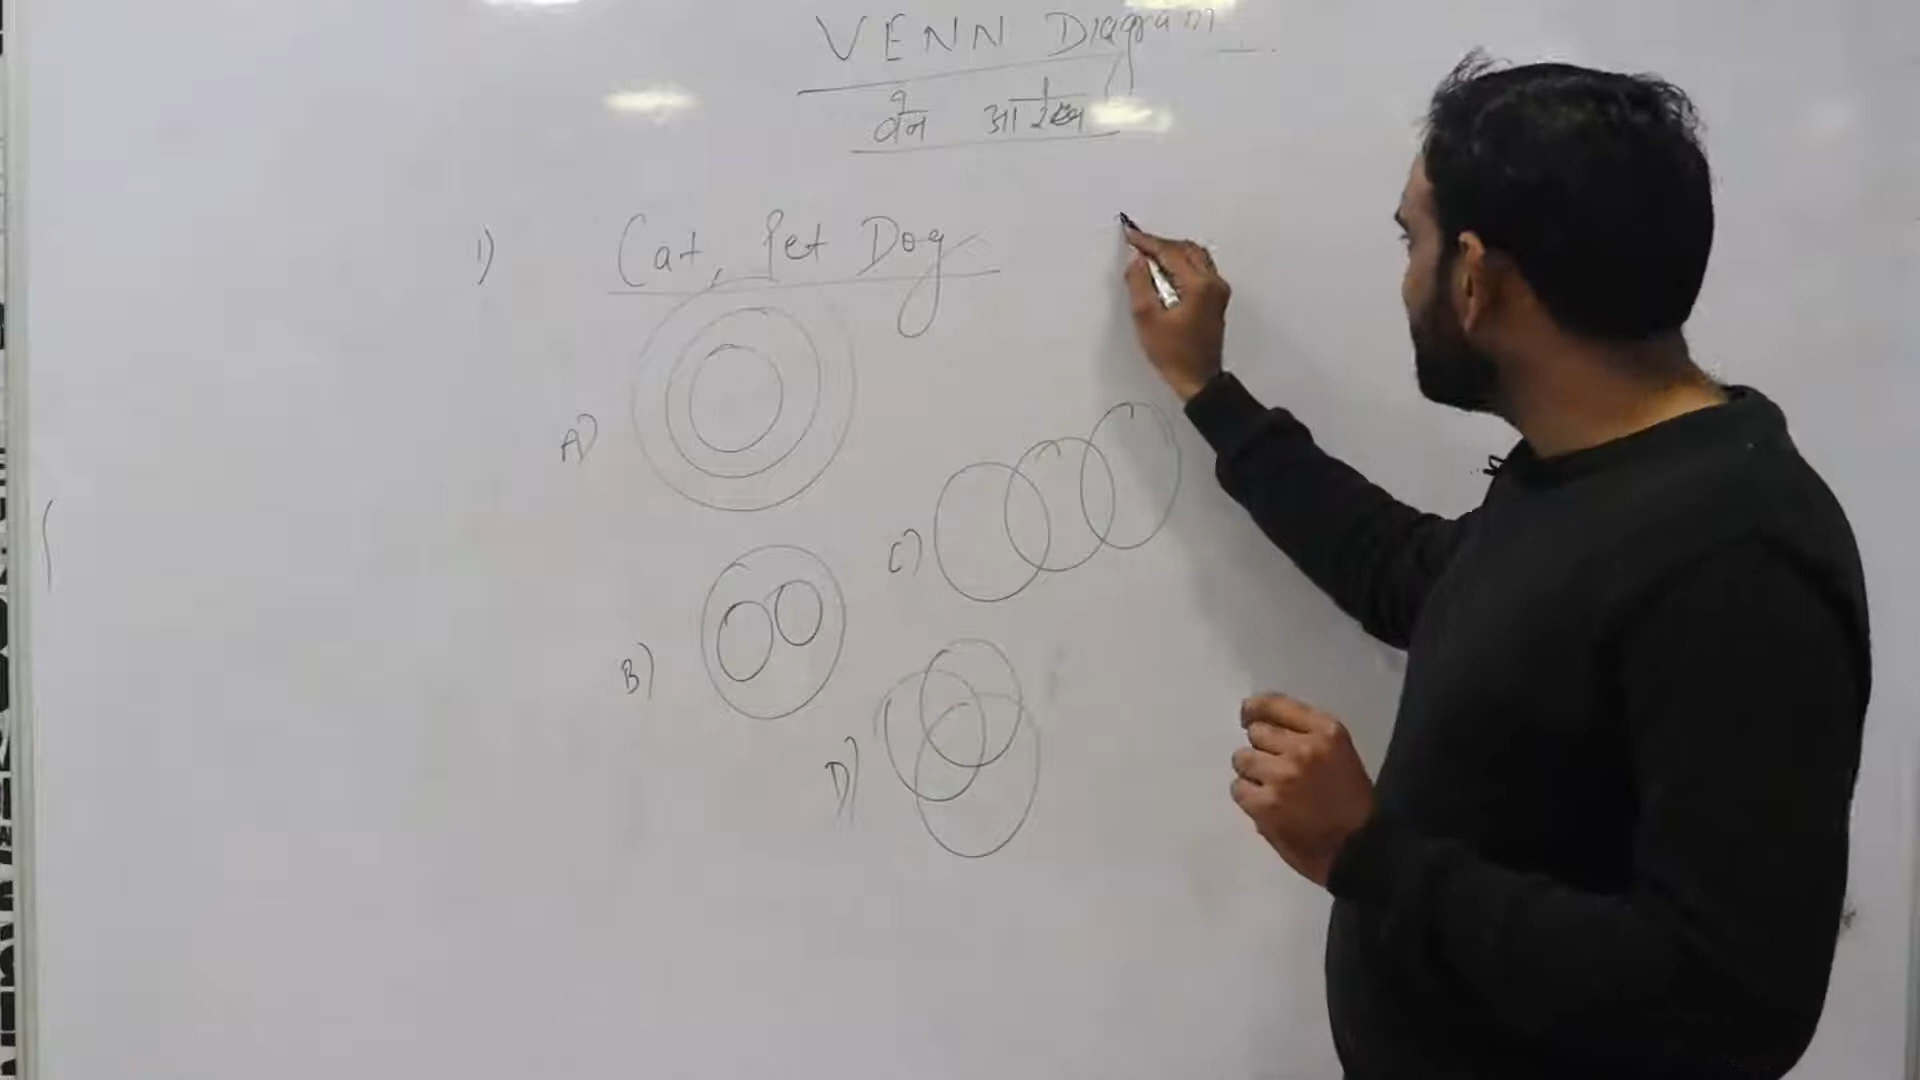 VENN Diagram
वेन आरेख
1) Cat, Pet Dog
A)
C)
B)
D)